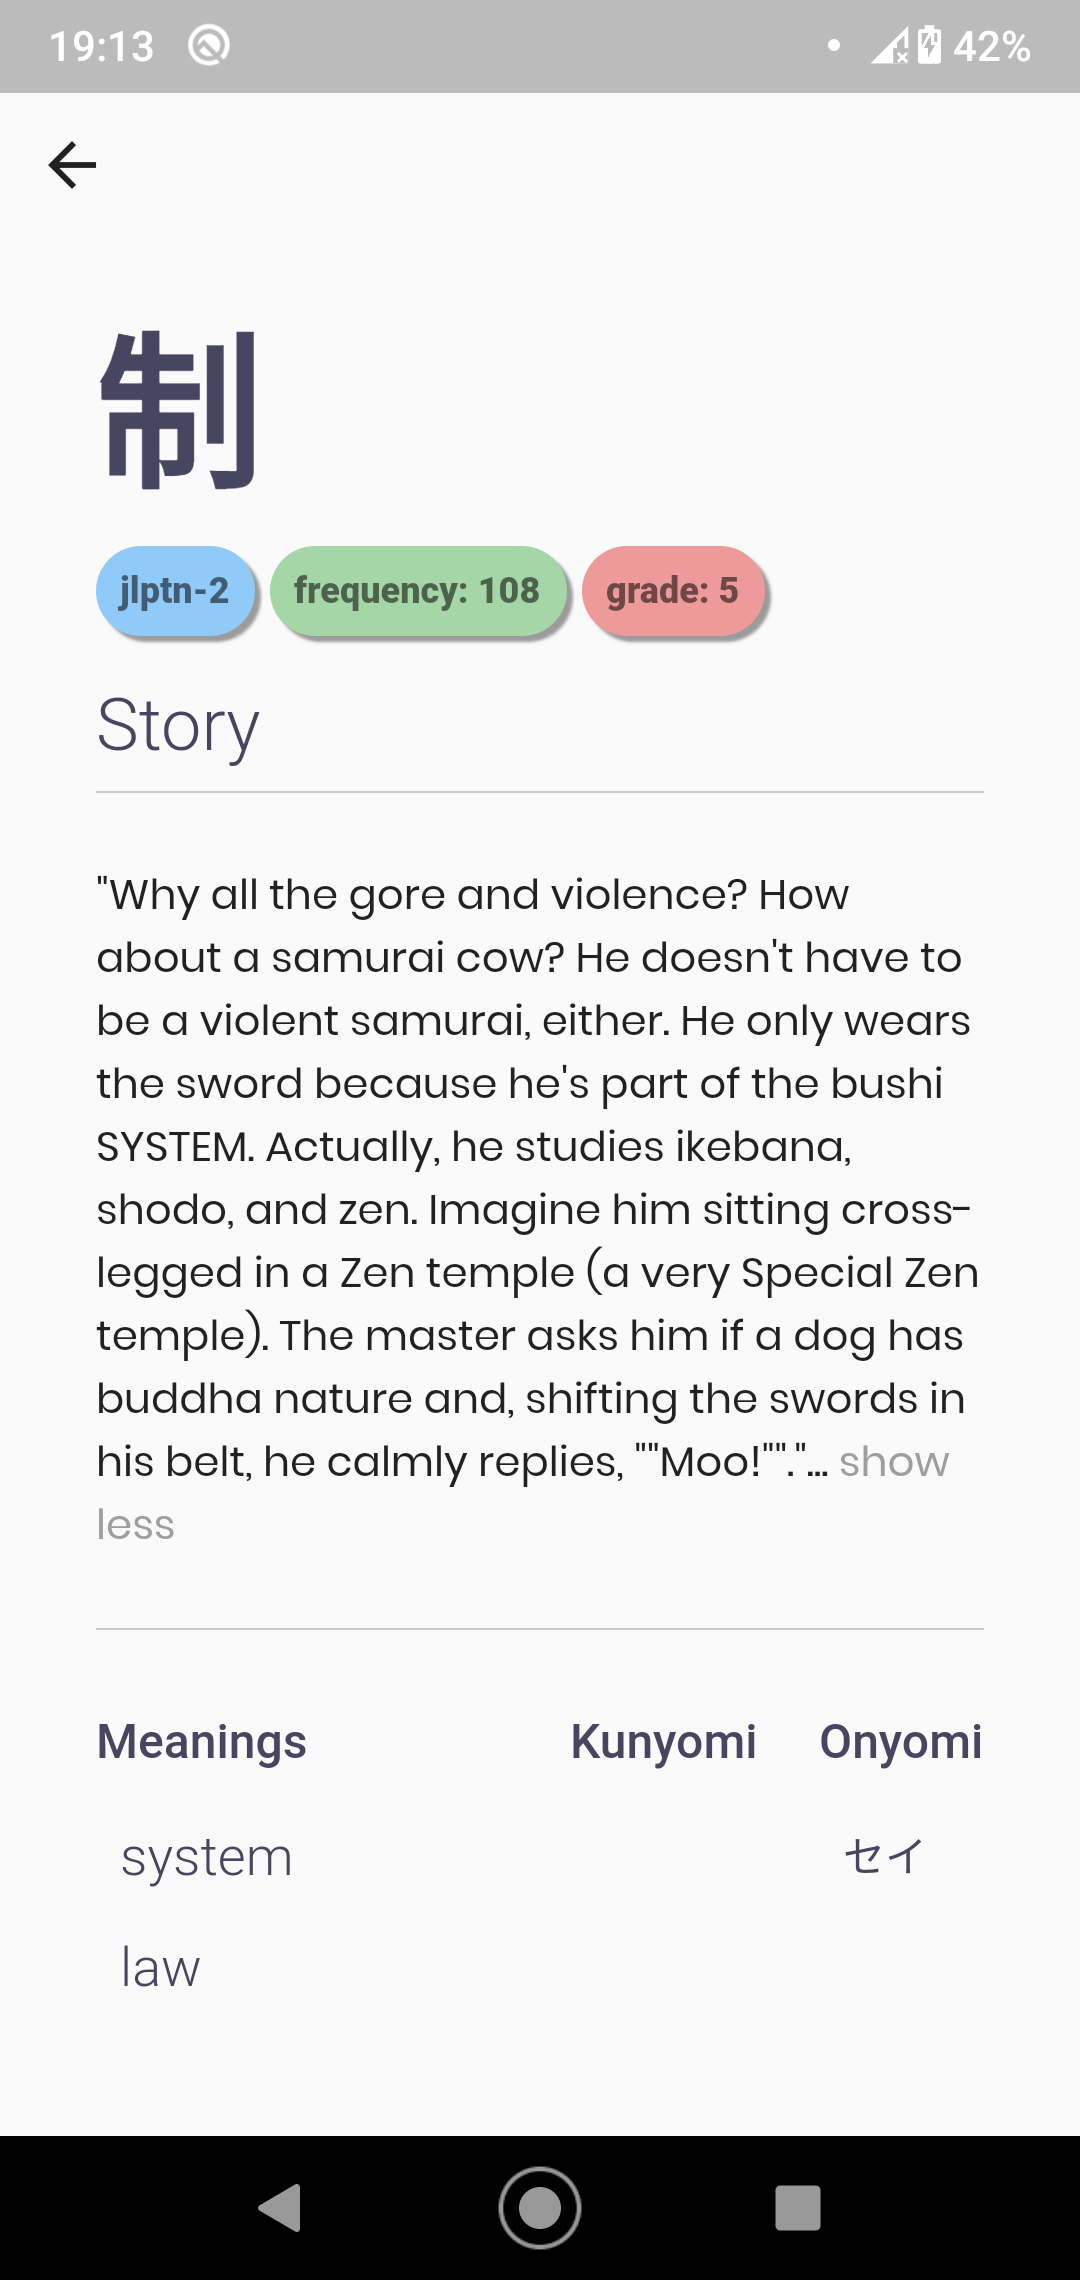 19:13
42%
制
jlptn-2 frequency: 108 grade: 5
Story
"Why all the gore and violence? How
about a samurai cow? He doesn't have to
be a violent samurai, either. He only wears
the sword because he's part of the bushi
SYSTEM. Actually, he studies ikebana,
shodo, and zen. Imagine him sitting cross-
legged in a Zen temple (a very Special Zen
temple). The master asks him if a dog has
buddha nature and, shifting the swords in
his belt, he calmly replies, ""Moo!""."... show
less
Meanings Kunyomi Onyomi
system セイ
law